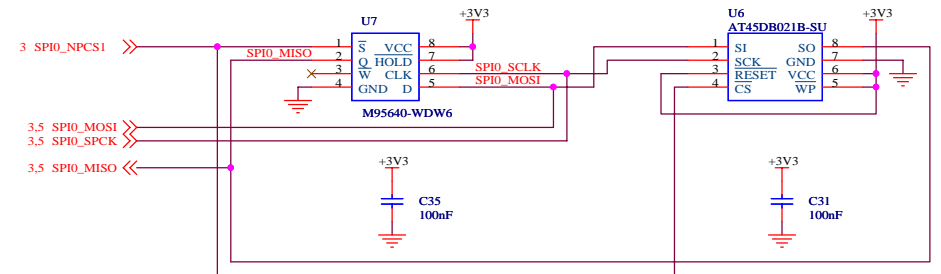 U7
+3V3
U6
AT45DB021B-SU
+3V3
3 SPI0_NPCS1
1 S VCC 8
SPI0_MISO 2 Q HOLD 7
3 W CLK 6 SPI0_SCLK
4 GND D 5 SPI0_MOSI
M95640-WDW6
1 SI SO 8
2 SCK GND 7
3 RESET VCC 6
4 CS WP 5
3,5 SPI0_MOSI
3,5 SPI0_SPCK
3,5 SPI0_MISO
+3V3
C35
100nF
+3V3
C31
100nF